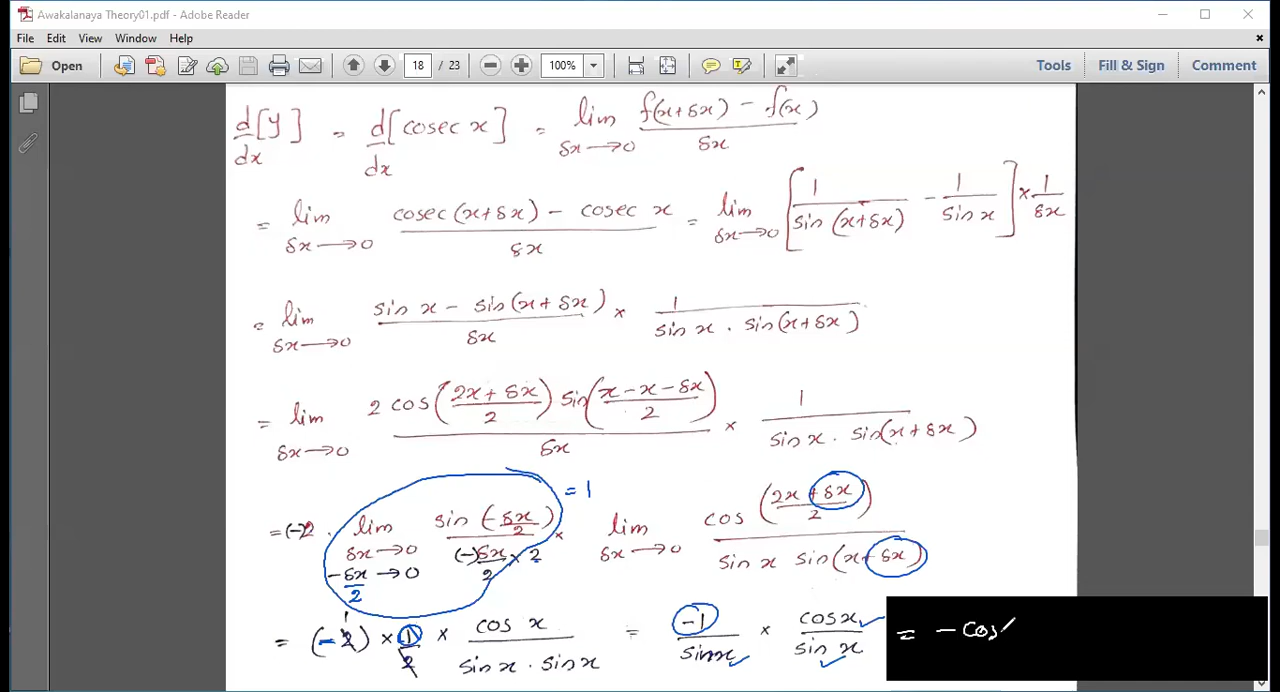 Awakalanaya Theory01.pdf - Adobe Reader
File Edit View Window Help
Open 18 / 23 100% Tools Fill & Sign Comment
d/dx [y] = d/dx [cosec x] = lim δx→0 (f(x+δx) - f(x))/δx
= lim δx→0 (cosec(x+δx) - cosec x)/δx = lim δx→0 [1/sin(x+δx) - 1/sin x] × 1/δx
= lim δx→0 (sin x - sin(x+δx))/δx × 1/(sin x . sin(x+δx))
= lim δx→0 (2 cos((2x+δx)/2) sin((x-x-δx)/2))/δx × 1/(sin x . sin(x+δx))
= (-)2 . lim δx→0 -δx/2→0 sin(-δx/2)/((-)δx/2 × 2) = 1 × lim δx→0 cos((2x+δx)/2)/(sin x sin(x+δx))
= (-2) 1 × 1/2 × cos x/(sin x . sin x) = -1/sin x × cos x/sin x = - cos